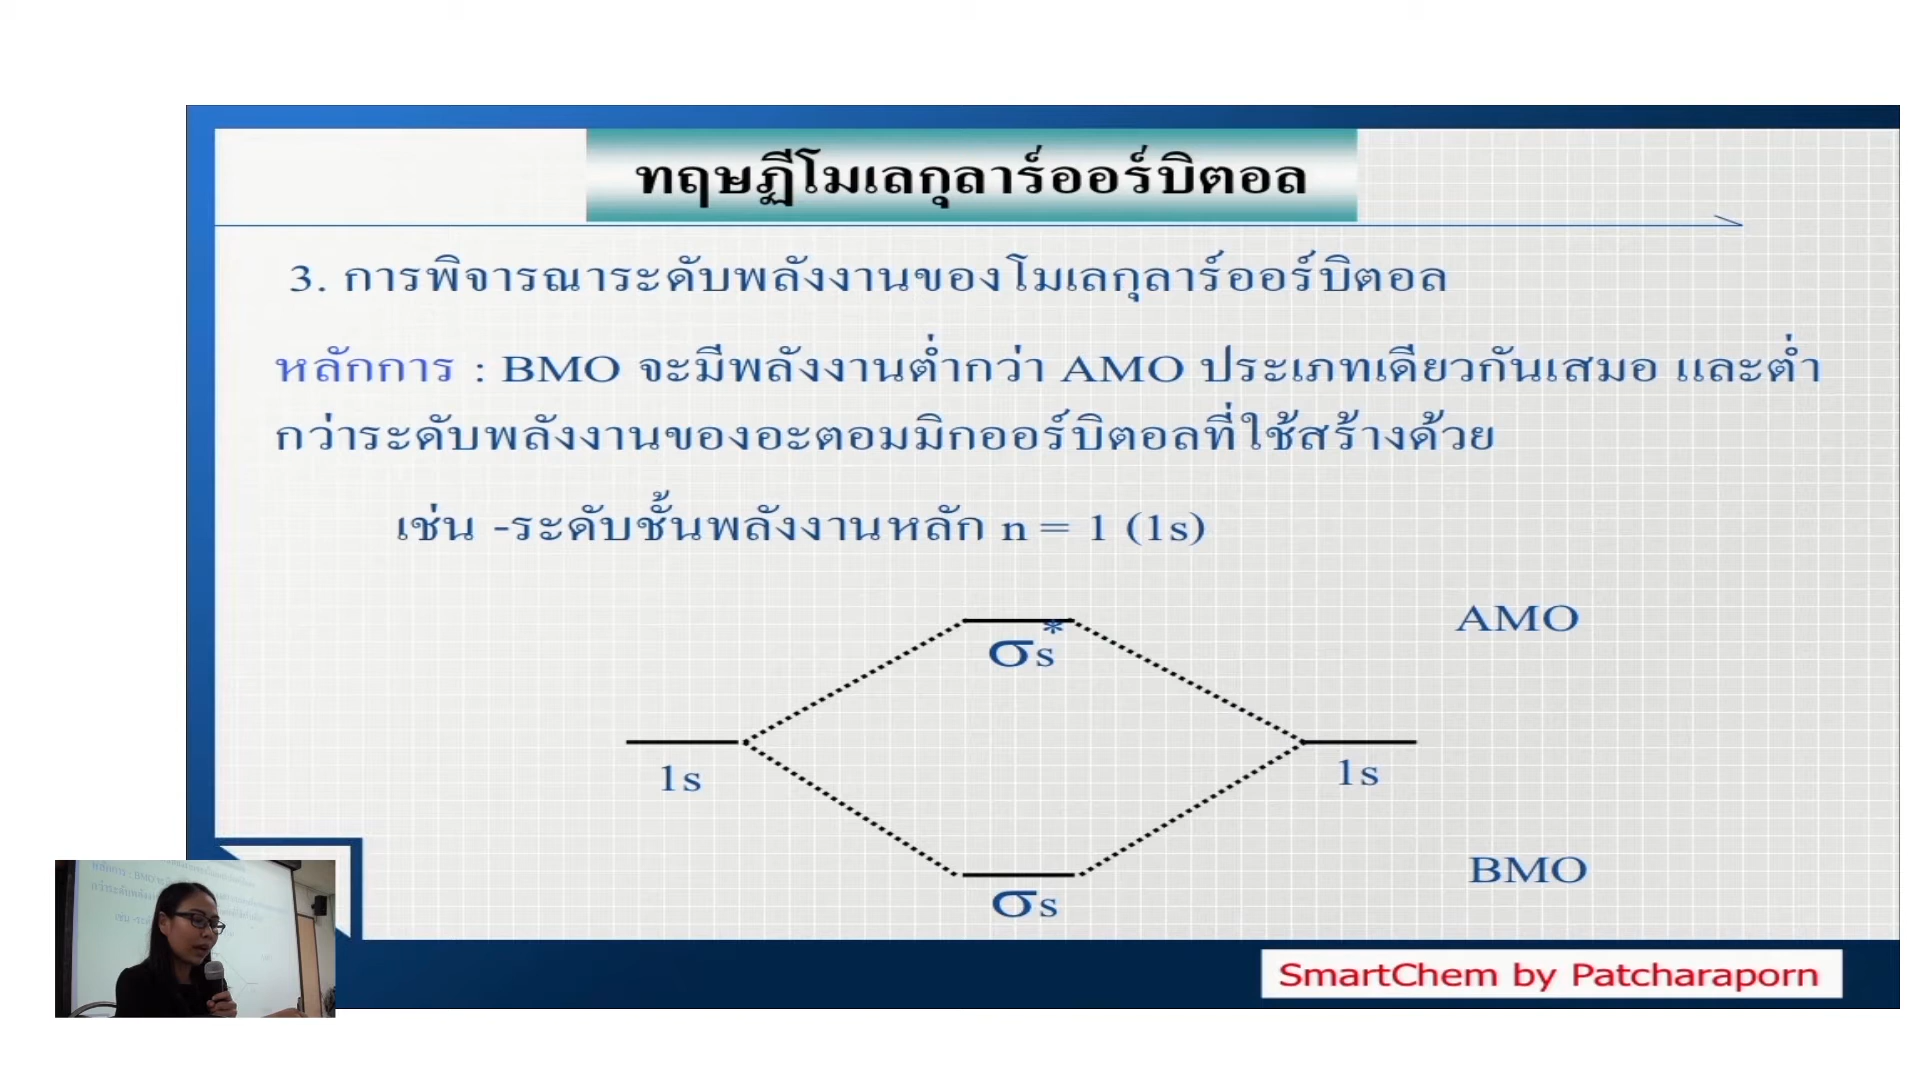 ทฤษฏีโมเลกุลาร์ออร์บิตอล
3. การพิจารณาระดับพลังงานของโมเลกุลาร์ออร์บิตอล
หลักการ : BMO จะมีพลังงานต่ำกว่า AMO ประเภทเดียวกันเสมอ และต่ำ
กว่าระดับพลังงานของอะตอมมิกออร์บิตอลที่ใช้สร้างด้วย
เช่น -ระดับชั้นพลังงานหลัก n = 1 (1s)
AMO
σs*
1s
1s
BMO
σs
SmartChem by Patcharaporn